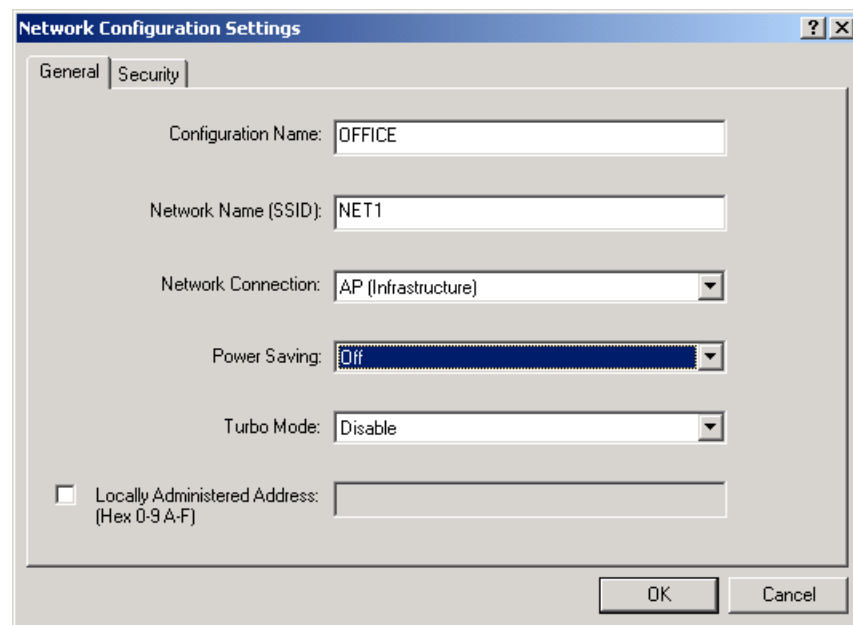 Network Configuration Settings
General Security
Configuration Name: OFFICE
Network Name (SSID): NET1
Network Connection: AP (Infrastructure)
Power Saving: Off
Turbo Mode: Disable
Locally Administered Address:
(Hex 0-9 A-F)
OK Cancel